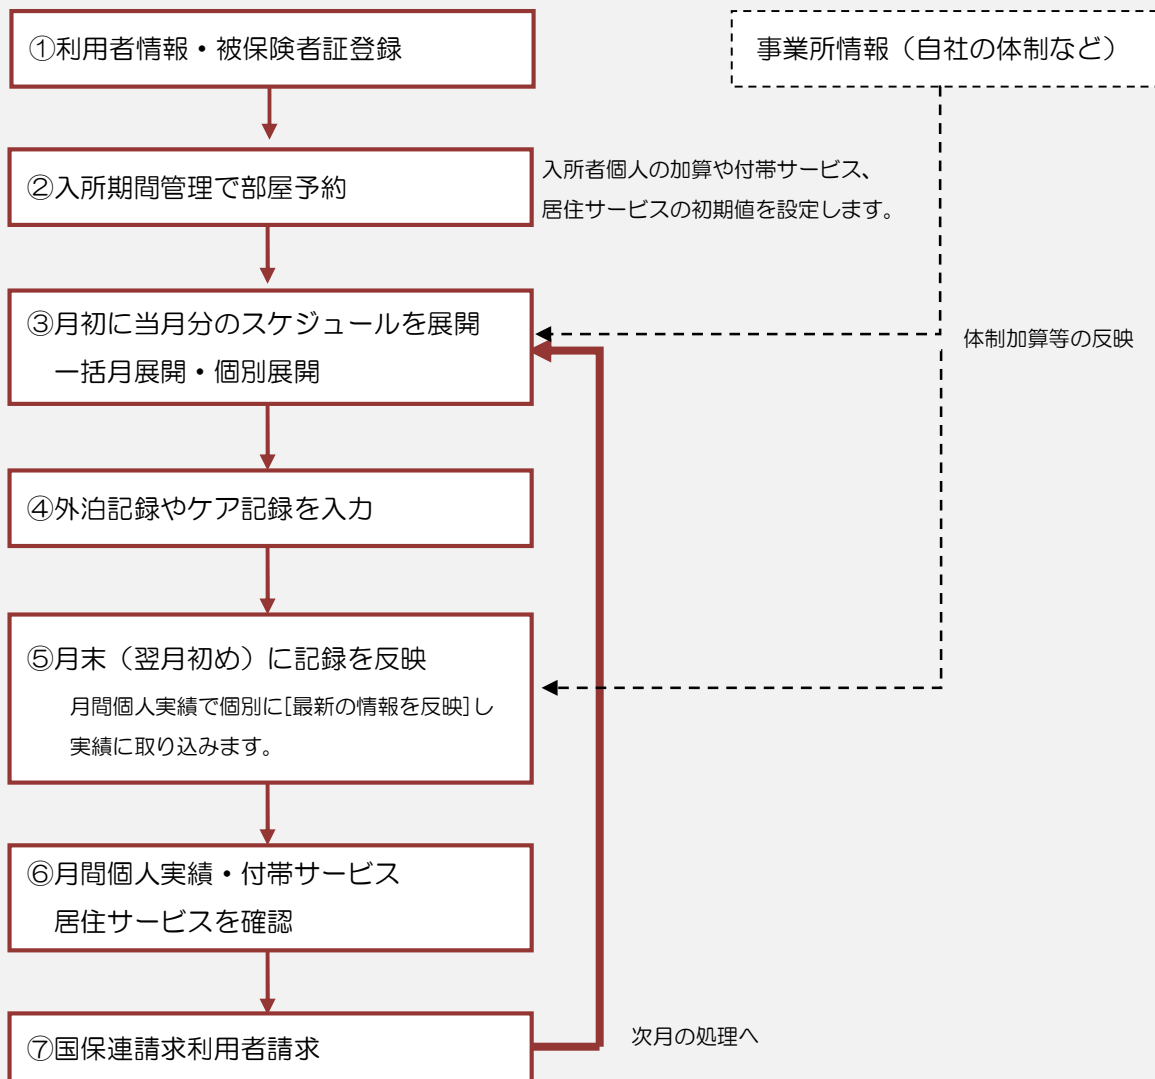 ①利用者情報・被保険者証登録
事業所情報（自社の体制など）
②入所期間管理で部屋予約
入所者個人の加算や付帯サービス、
居住サービスの初期値を設定します。
③月初に当月分のスケジュールを展開
一括月展開・個別展開
体制加算等の反映
④外泊記録やケア記録を入力
⑤月末（翌月初め）に記録を反映
月間個人実績で個別に[最新の情報を反映]し
実績に取り込みます。
⑥月間個人実績・付帯サービス
居住サービスを確認
⑦国保連請求利用者請求
次月の処理へ